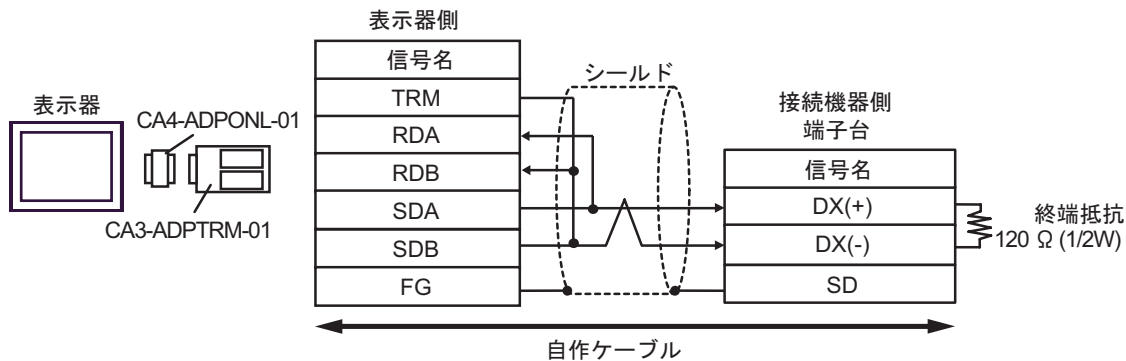 表示器側
信号名
シールド
表示器
CA4-ADPONL-01
CA3-ADPTRM-01
TRM
RDA
RDB
SDA
SDB
FG
接続機器側
端子台
信号名
DX(+)
DX(-)
SD
終端抵抗
120 Ω (1/2W)
自作ケーブル